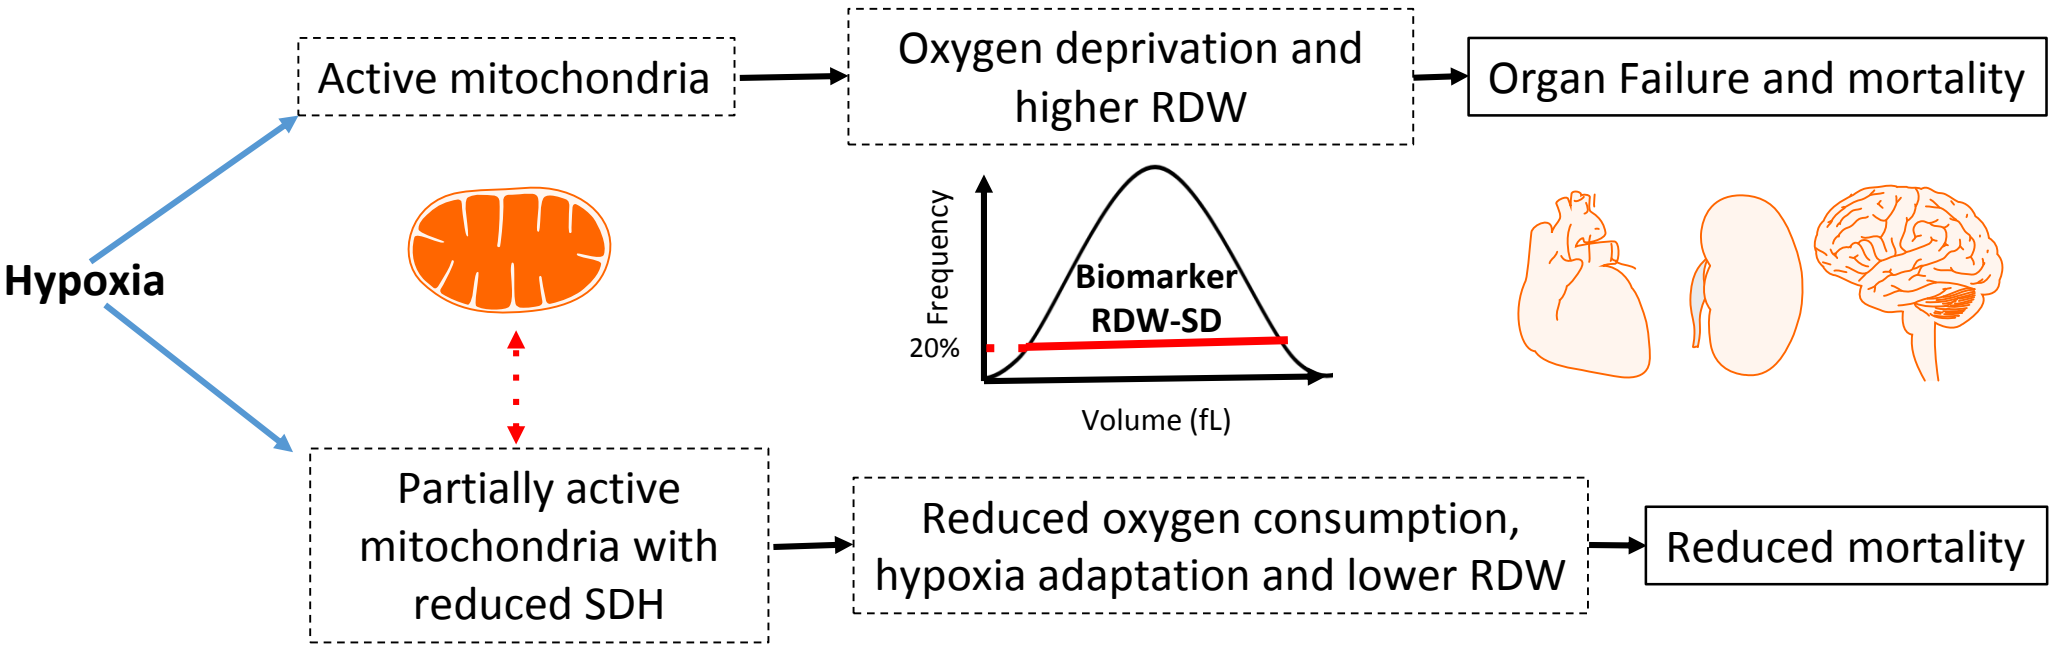 Active mitochondria
Oxygen deprivation and
higher RDW
Organ Failure and mortality
Hypoxia
Frequency
Biomarker
RDW-SD
20%
Volume (fL)
Partially active
mitochondria with
reduced SDH
Reduced oxygen consumption,
hypoxia adaptation and lower RDW
Reduced mortality